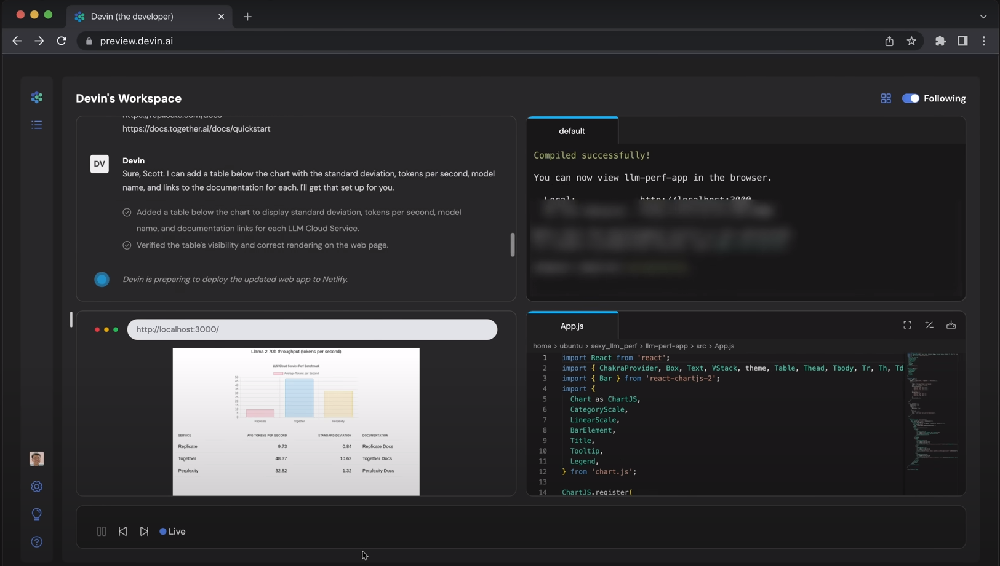 Devin (the developer)
preview.devin.ai
Devin's Workspace
Following
https://replicate.com/docs
https://docs.together.ai/docs/quickstart
DV
Devin
Sure, Scott. I can add a table below the chart with the standard deviation, tokens per second, model
name, and links to the documentation for each. I'll get that set up for you.
Added a table below the chart to display standard deviation, tokens per second, model
name, and documentation links for each LLM Cloud Service.
Verified the table's visibility and correct rendering on the web page.
Devin is preparing to deploy the updated web app to Netlify.
default
Compiled successfully!
You can now view llm-perf-app in the browser.
Local: http://localhost:3000
http://localhost:3000/
Llama 2 70b throughput (tokens per second)
LLM Cloud Service Perf Benchmark
Average Tokens per Second
50
45
40
35
30
25
20
15
10
5
0
Replicate Together Perplexity
SERVICE AVG TOKENS PER SECOND STANDARD DEVIATION DOCUMENTATION
Replicate 9.73 0.84 Replicate Docs
Together 48.37 10.62 Together Docs
Perplexity 32.82 1.32 Perplexity Docs
App.js
home > ubuntu > sexy_llm_perf > llm-perf-app > src > App.js
1 import React from 'react';
2 import { ChakraProvider, Box, Text, VStack, theme, Table, Thead, Tbody, Tr, Th, Td
3 import { Bar } from 'react-chartjs-2';
4 import {
5 Chart as ChartJS,
6 CategoryScale,
7 LinearScale,
8 BarElement,
9 Title,
10 Tooltip,
11 Legend,
12 } from 'chart.js';
13
14 ChartJS.register(
Live